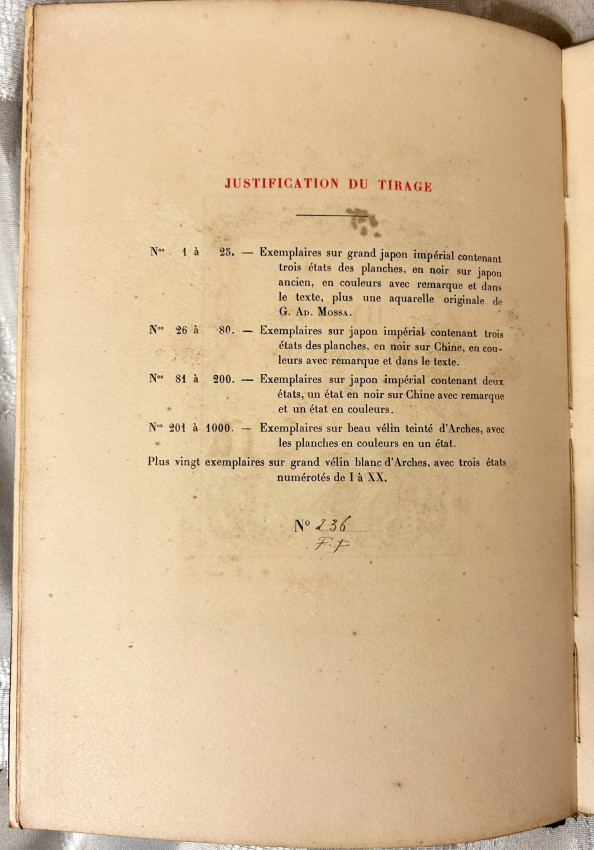 JUSTIFICATION DU TIRAGE
Nos 1 à 25. — Exemplaires sur grand japon impérial contenant
trois états des planches, en noir sur japon
ancien, en couleurs avec remarque et dans
le texte, plus une aquarelle originale de
G. AD. MOSSA.
Nos 26 à 80. — Exemplaires sur japon impérial contenant trois
états des planches, en noir sur Chine, en cou-
leurs avec remarque et dans le texte.
Nos 81 à 200. — Exemplaires sur japon impérial contenant deux
états, un état en noir sur Chine avec remarque
et un état en couleurs.
Nos 201 à 1000. — Exemplaires sur beau vélin teinté d'Arches, avec
les planches en couleurs en un état.
Plus vingt exemplaires sur grand vélin blanc d'Arches, avec trois états
numérotés de I à XX.
No 236
F. F